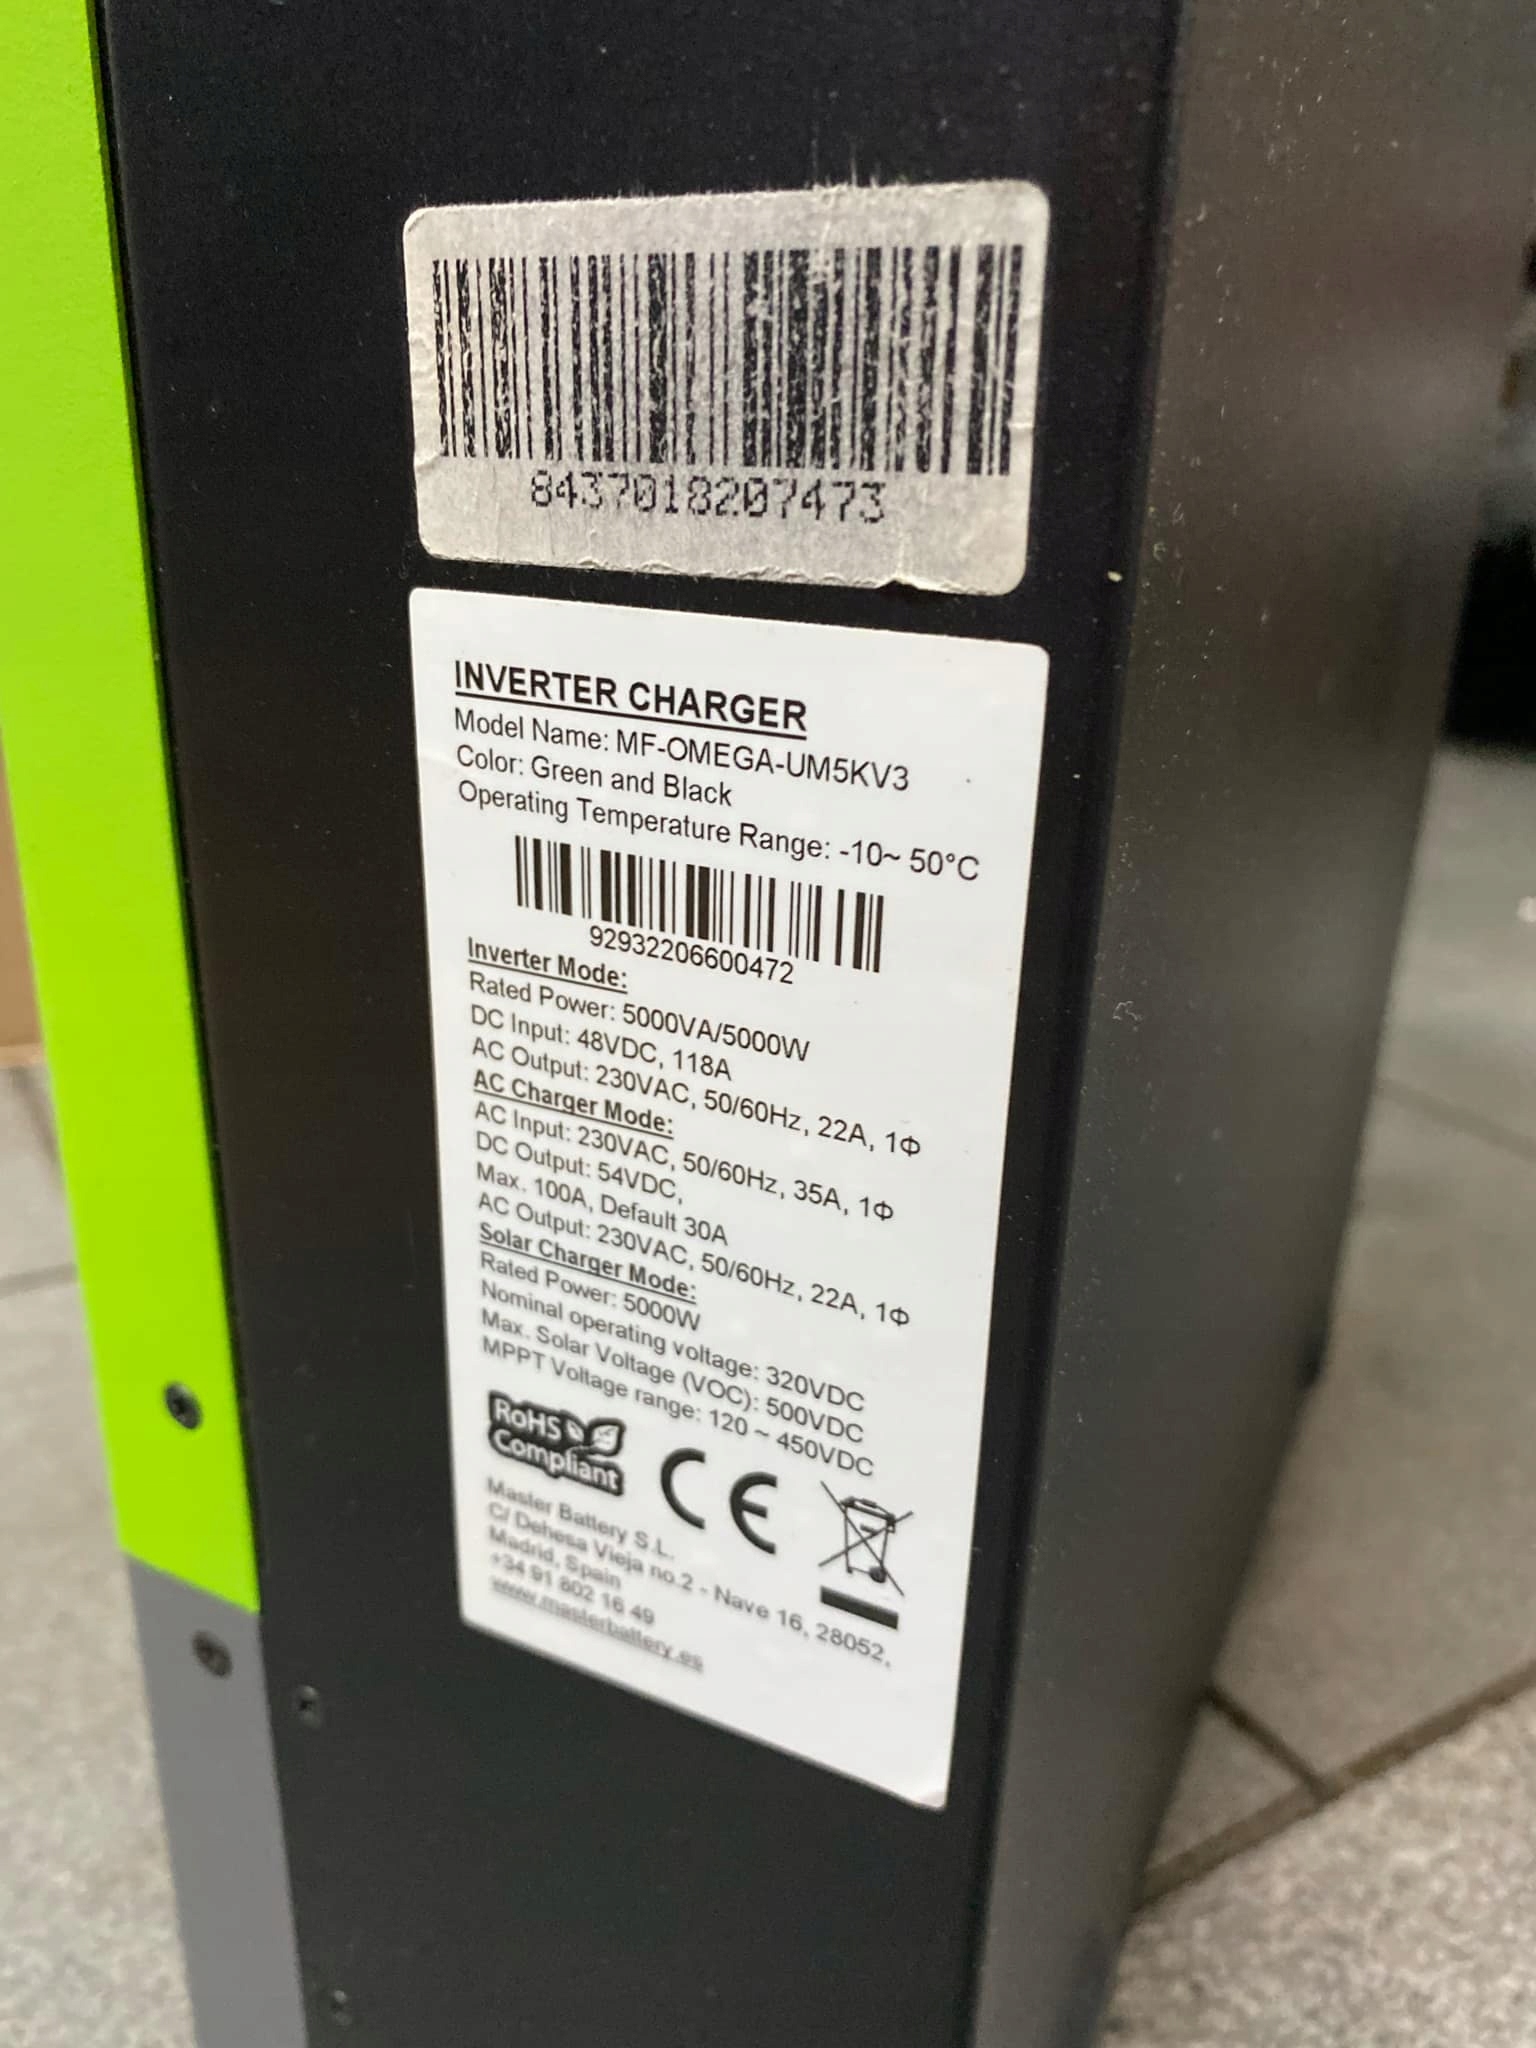 8437018207473
INVERTER CHARGER
Model Name: MF-OMEGA-UM5KV3
Color: Green and Black
Operating Temperature Range: -10~ 50°C
92932206600472
Inverter Mode:
Rated Power: 5000VA/5000W
DC Input: 48VDC, 118A
AC Output: 230VAC, 50/60Hz, 22A, 1Φ
AC Charger Mode:
AC Input: 230VAC, 50/60Hz, 35A, 1Φ
DC Output: 54VDC,
Max. 100A, Default 30A
AC Output: 230VAC, 50/60Hz, 22A, 1Φ
Solar Charger Mode:
Rated Power: 5000W
Nominal operating voltage: 320VDC
Max. Solar Voltage (VOC): 500VDC
MPPT Voltage range: 120 ~ 450VDC
RoHS
Compliant
CE
Master Battery S.L.
C/ Dehesa Vieja no.2 - Nave 16, 28052,
Madrid, Spain
+34 91 802 16 49
www.masterbattery.es